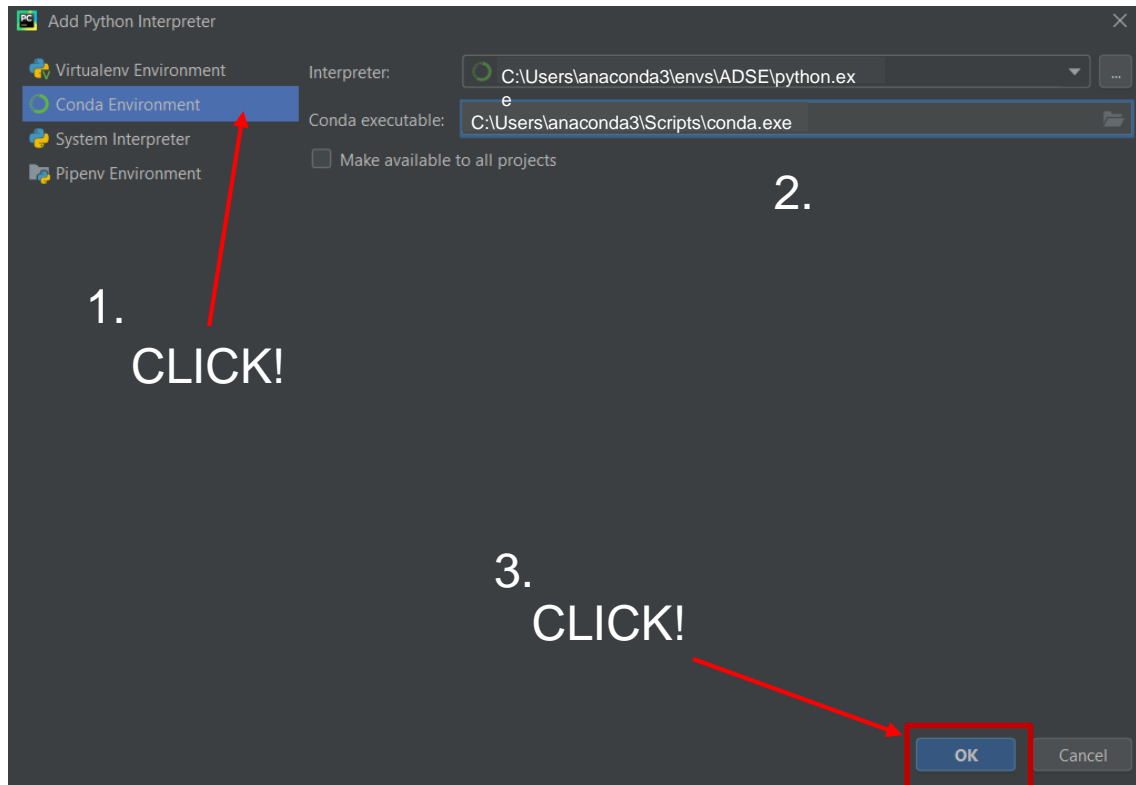 PC
Add Python Interpreter
Virtualenv Environment
Conda Environment
System Interpreter
Pipenv Environment
Interpreter:
C:\Users\anaconda3\envs\ADSE\python.ex
e
...
Conda executable:
C:\Users\anaconda3\Scripts\conda.exe
Make available to all projects
2.
1.
CLICK!
3.
CLICK!
OK
Cancel